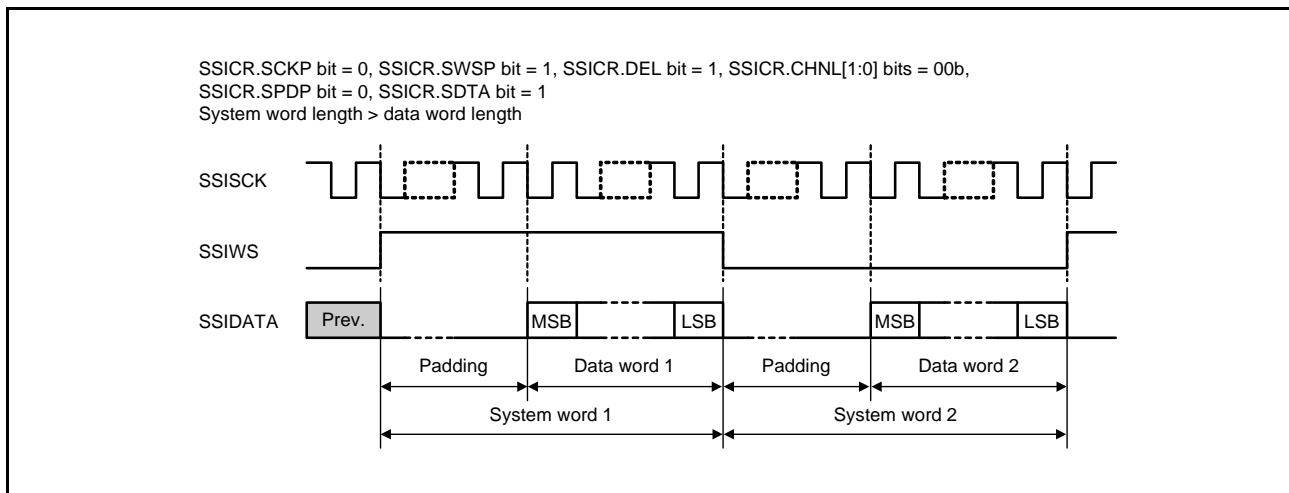 SSICR.SCKP bit = 0, SSICR.SWSP bit = 1, SSICR.DEL bit = 1, SSICR.CHNL[1:0] bits = 00b,
SSICR.SPDP bit = 0, SSICR.SDTA bit = 1
System word length > data word length
SSISCK
SSIWS
SSIDATA Prev. MSB LSB MSB LSB
Padding Data word 1 Padding Data word 2
System word 1 System word 2